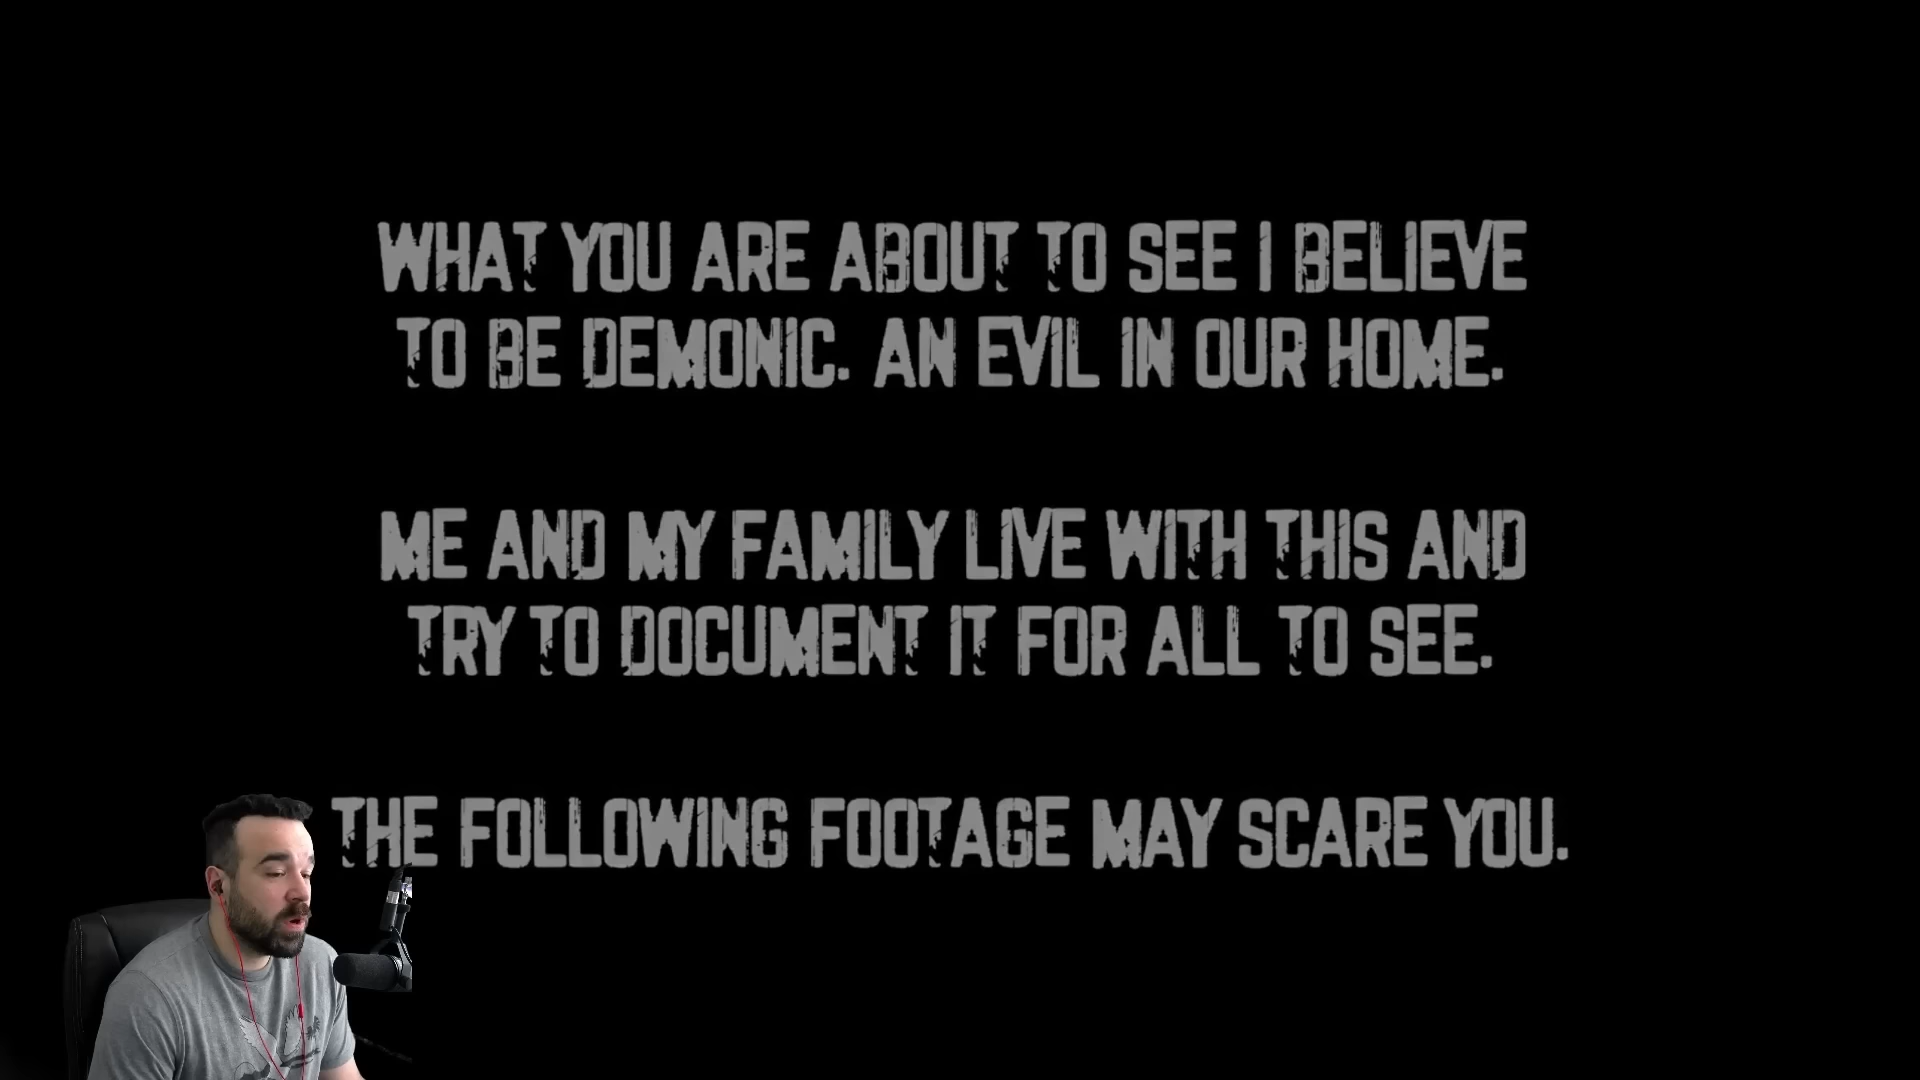 WHAT YOU ARE ABOUT TO SEE I BELIEVE
TO BE DEMONIC. AN EVIL IN OUR HOME.
ME AND MY FAMILY LIVE WITH THIS AND
TRY TO DOCUMENT IT FOR ALL TO SEE.
THE FOLLOWING FOOTAGE MAY SCARE YOU.